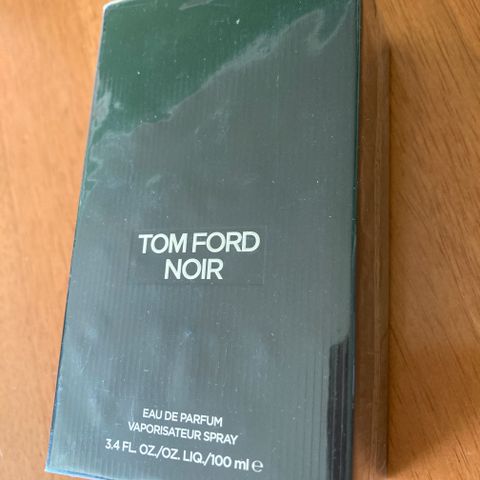 TOM FORD
NOIR
EAU DE PARFUM
VAPORISATEUR SPRAY
3.4 FL. OZ./OZ. LIQ./100 ml ℮